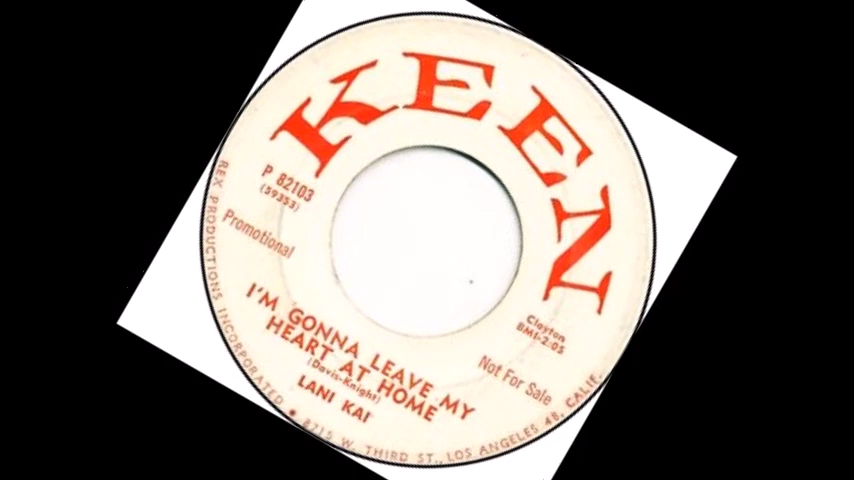 KEEN
P 82103
(59353)
Promotional
Clayton
BMI-2:05
Not For Sale
I'M GONNA LEAVE MY
HEART AT HOME
(Davis-Knight)
LANI KAI
REX PRODUCTIONS INCORPORATED • 8715 W. THIRD ST., LOS ANGELES 48, CALIF.